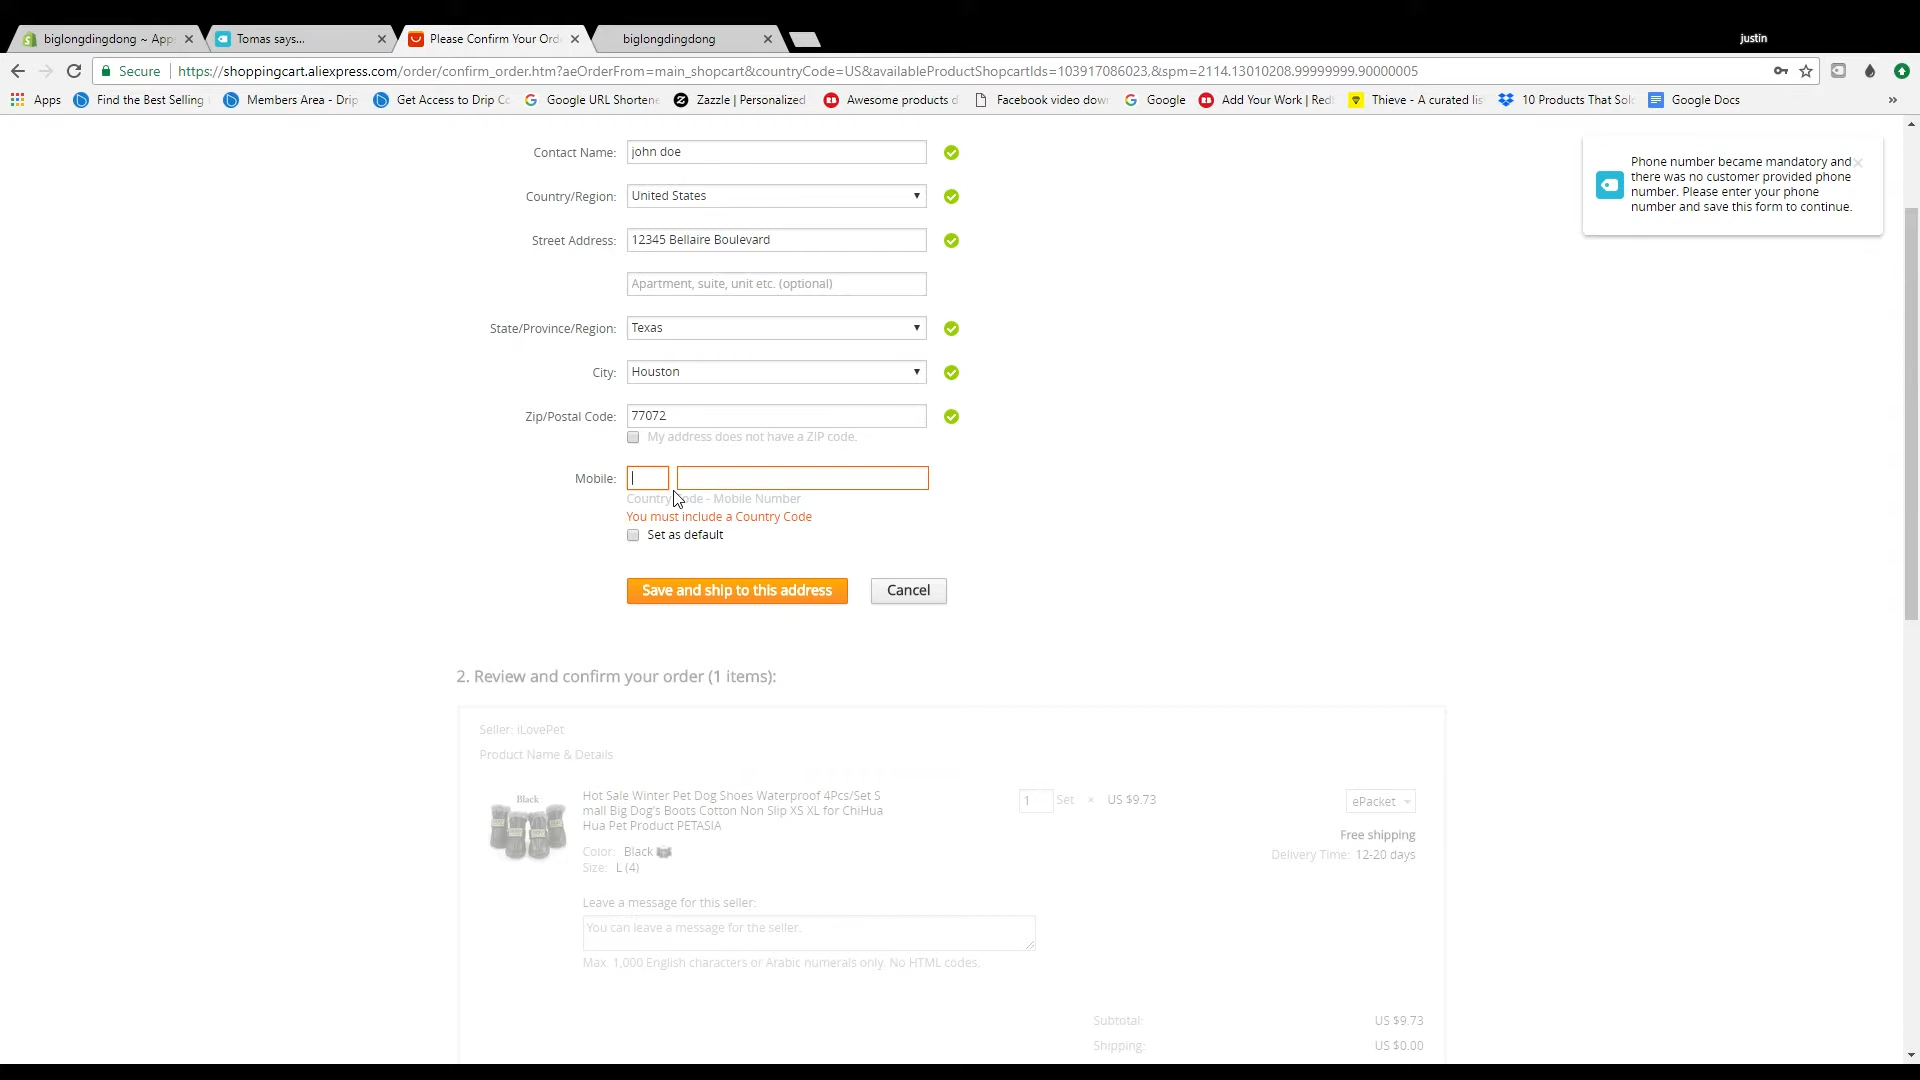 biglongdingdong ~ App
Tomas says...
Please Confirm Your Orde
biglongdingdong
justin
Secure
https://shoppingcart.aliexpress.com/order/confirm_order.htm?aeOrderFrom=main_shopcart&countryCode=US&availableProductShopcartIds=103917086023,&spm=2114.13010208.99999999.90000005
Apps
Find the Best Selling
Members Area - Drip
Get Access to Drip Co
Google URL Shortene
Zazzle | Personalized
Awesome products d
Facebook video dow
Google
Add Your Work | Red
Thieve - A curated lis
10 Products That Sol
Google Docs
»
Contact Name: john doe
Country/Region: United States
Street Address: 12345 Bellaire Boulevard
Apartment, suite, unit etc. (optional)
State/Province/Region: Texas
City: Houston
Zip/Postal Code: 77072
My address does not have a ZIP code.
Mobile:
Country Code - Mobile Number
You must include a Country Code
Set as default
Save and ship to this address
Cancel
Phone number became mandatory and
there was no customer provided phone
number. Please enter your phone
number and save this form to continue.
2. Review and confirm your order (1 items):
Seller: iLovePet
Product Name & Details
Black
Hot Sale Winter Pet Dog Shoes Waterproof 4Pcs/Set S
mall Big Dog's Boots Cotton Non Slip XS XL for ChiHua
Hua Pet Product PETASIA
Color: Black
Size: L (4)
1 Set × US $9.73
ePacket
Free shipping
Delivery Time: 12-20 days
Leave a message for this seller:
You can leave a message for the seller.
Max. 1,000 English characters or Arabic numerals only. No HTML codes.
Subtotal: US $9.73
Shipping: US $0.00